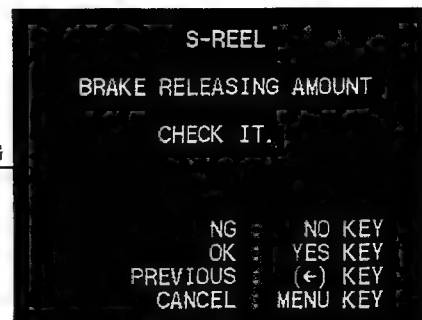 S-REEL
BRAKE RELEASING AMOUNT
CHECK IT.
NG : NO KEY
OK : YES KEY
PREVIOUS : (←) KEY
CANCEL : MENU KEY